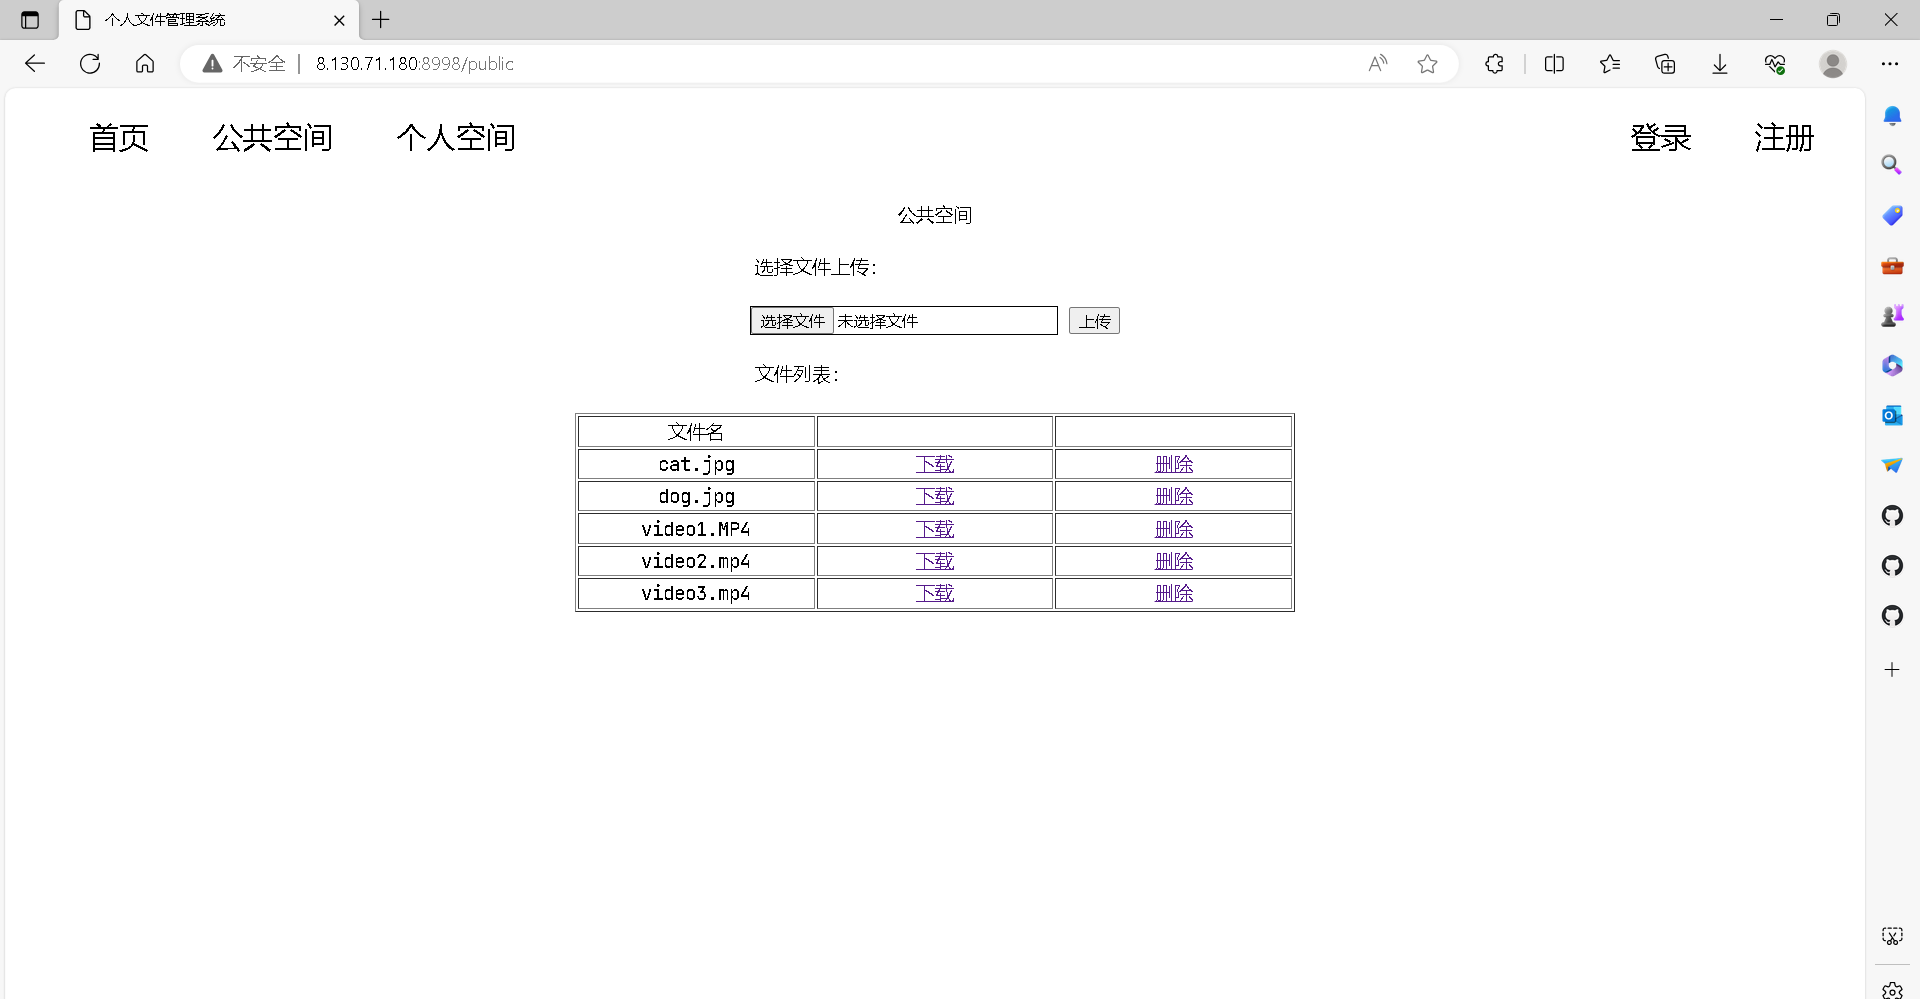 个人文件管理系统
不安全 8.130.71.180:8998/public
首页 公共空间 个人空间 登录 注册
公共空间
选择文件上传：
选择文件 未选择文件 上传
文件列表：
文件名
cat.jpg 下载 删除
dog.jpg 下载 删除
video1.MP4 下载 删除
video2.mp4 下载 删除
video3.mp4 下载 删除